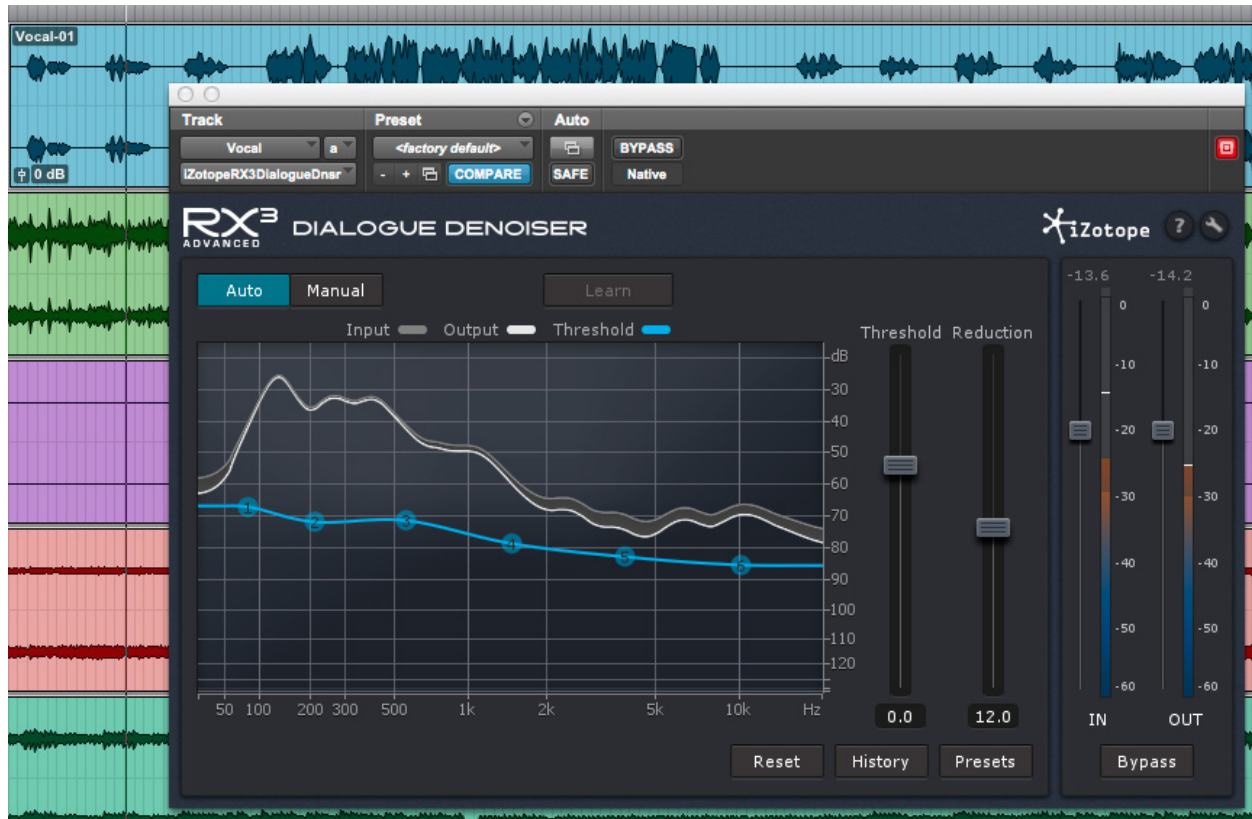 Vocal-01
0 dB
Track Preset Auto
Vocal a <factory default> BYPASS
iZotopeRX3DialogueDnsr - + COMPARE SAFE Native
RX3 ADVANCED DIALOGUE DENOISER iZotope ?
Auto Manual Learn
Input Output Threshold
Threshold Reduction
-13.6 -14.2
dB
-30
-40
-50
-60
-70
-80
-90
-100
-110
-120
1
2
3
4
5
6
50 100 200 300 500 1k 2k 5k 10k Hz
0.0 12.0
0 0
-10 -10
-20 -20
-30 -30
-40 -40
-50 -50
-60 -60
IN OUT
Reset History Presets Bypass